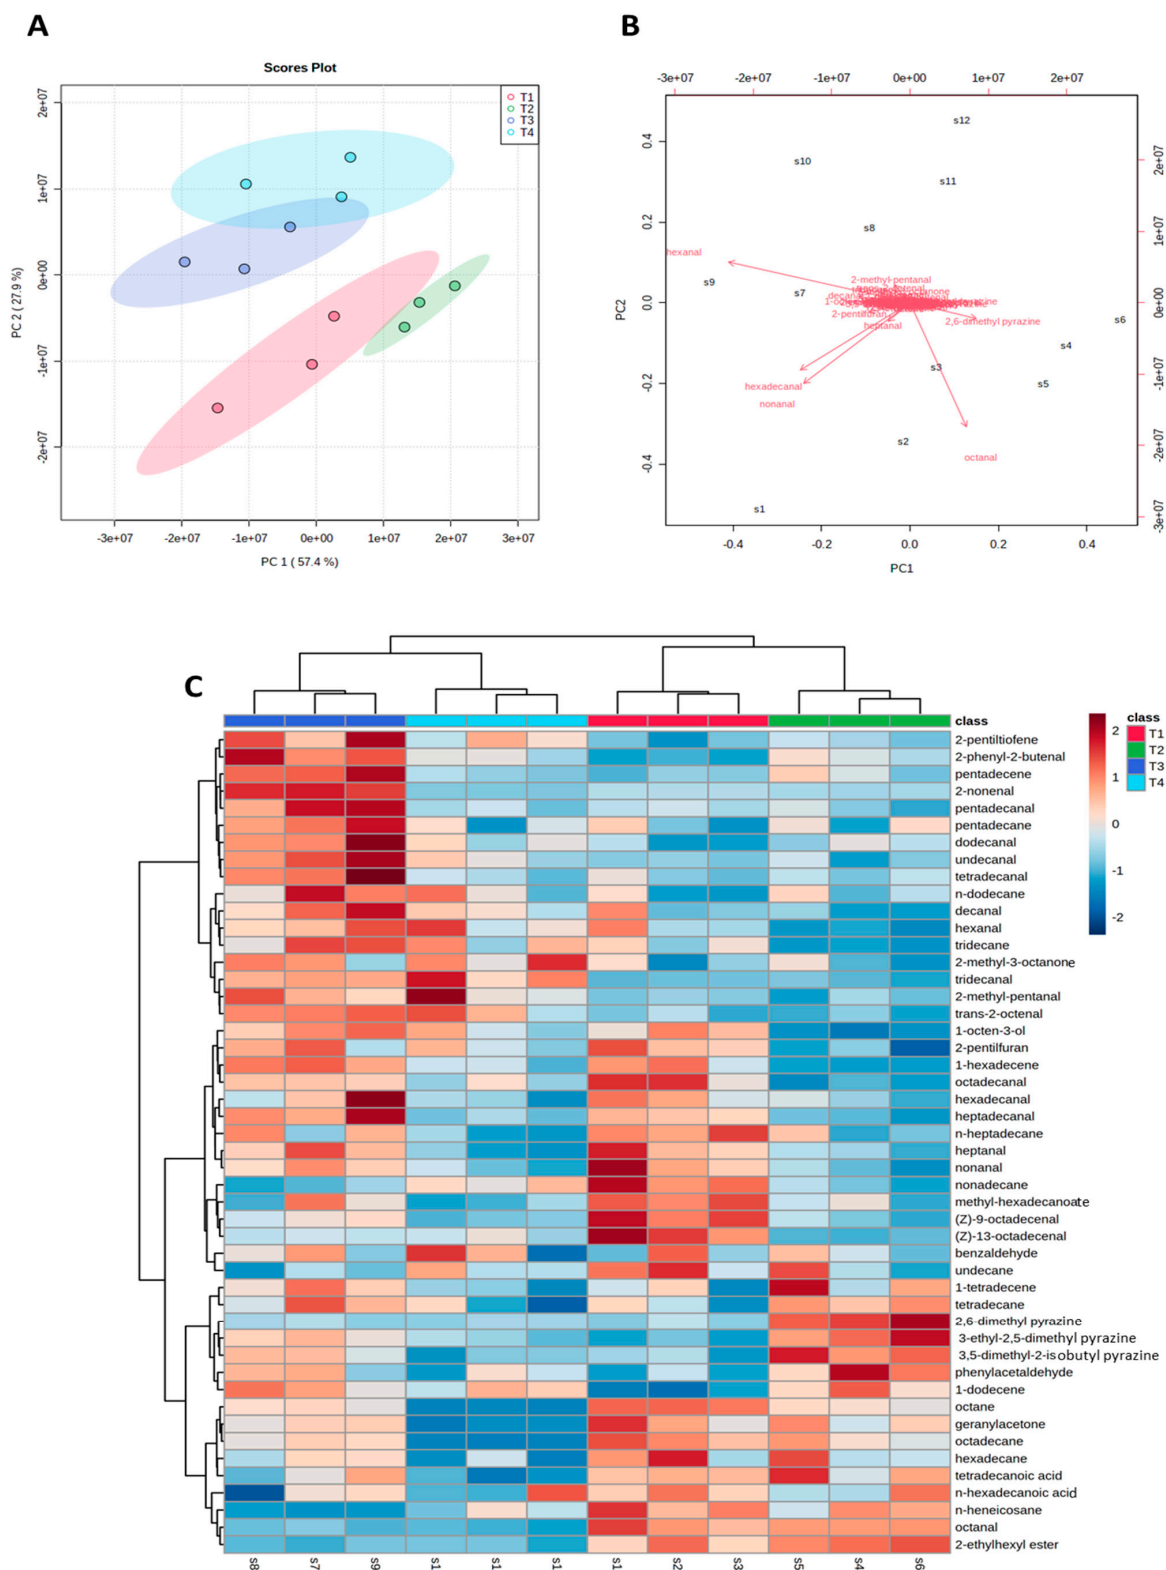 A
Scores Plot
T1
T2
T3
T4
2e+07
1e+07
0e+00
-1e+07
-2e+07
PC 2 ( 27.9 %)
-3e+07 -2e+07 -1e+07 0e+00 1e+07 2e+07 3e+07
PC 1 ( 57.4 %)
B
-3e+07 -2e+07 -1e+07 0e+00 1e+07 2e+07
s12
s10
s11
s8
hexanal
s9
2-methyl-pentanal
s7
2-pentilfuran
heptanal
2,6-dimethyl pyrazine
s6
s4
s3
s5
hexadecanal
nonanal
s2
octanal
s1
0.4
0.2
0.0
-0.2
-0.4
PC2
2e+07
1e+07
0e+00
-1e+07
-2e+07
-3e+07
-0.4 -0.2 0.0 0.2 0.4
PC1
C
class
2-pentiltiofene
2-phenyl-2-butenal
pentadecene
2-nonenal
pentadecanal
pentadecane
dodecanal
undecanal
tetradecanal
n-dodecane
decanal
hexanal
tridecane
2-methyl-3-octanone
tridecanal
2-methyl-pentanal
trans-2-octenal
1-octen-3-ol
2-pentilfuran
1-hexadecene
octadecanal
hexadecanal
heptadecanal
n-heptadecane
heptanal
nonanal
nonadecane
methyl-hexadecanoate
(Z)-9-octadecenal
(Z)-13-octadecenal
benzaldehyde
undecane
1-tetradecene
tetradecane
2,6-dimethyl pyrazine
3-ethyl-2,5-dimethyl pyrazine
3,5-dimethyl-2-isobutyl pyrazine
phenylacetaldehyde
1-dodecene
octane
geranylacetone
octadecane
hexadecane
tetradecanoic acid
n-hexadecanoic acid
n-heneicosane
octanal
2-ethylhexyl ester
s8 s7 s9 s1 s1 s1 s1 s2 s3 s5 s4 s6
2
1
0
-1
-2
class
T1
T2
T3
T4